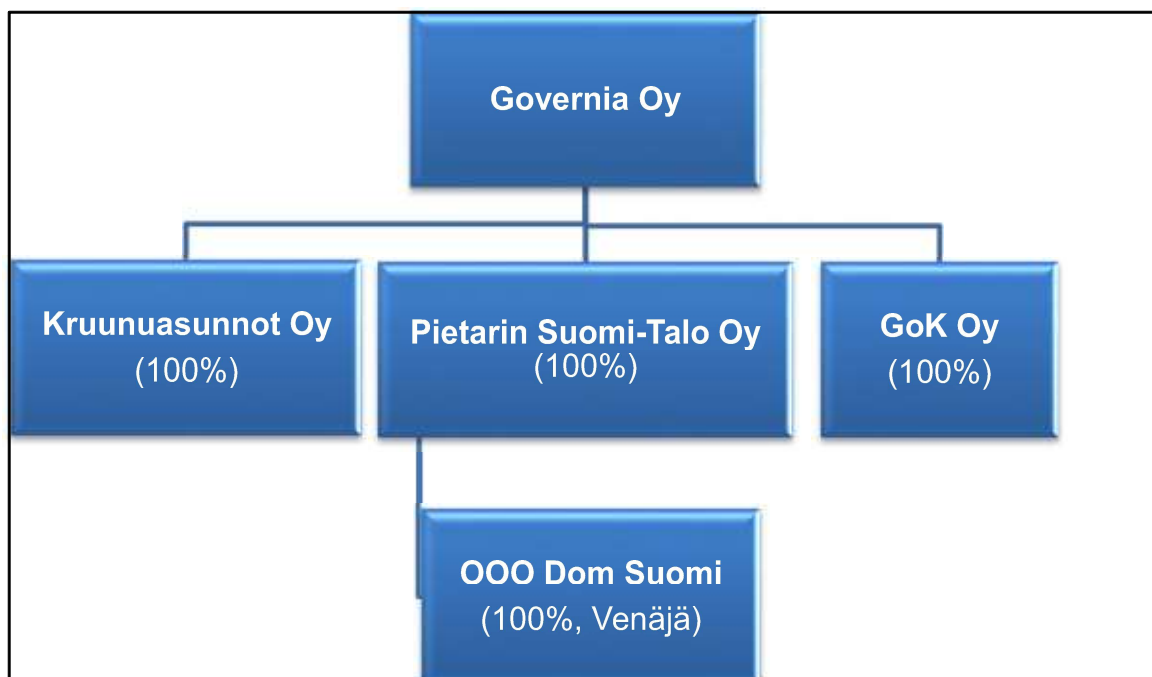 Governia Oy
Kruunuasunnot Oy
(100%)
Pietarin Suomi-Talo Oy
(100%)
GoK Oy
(100%)
OOO Dom Suomi
(100%, Venäjä)